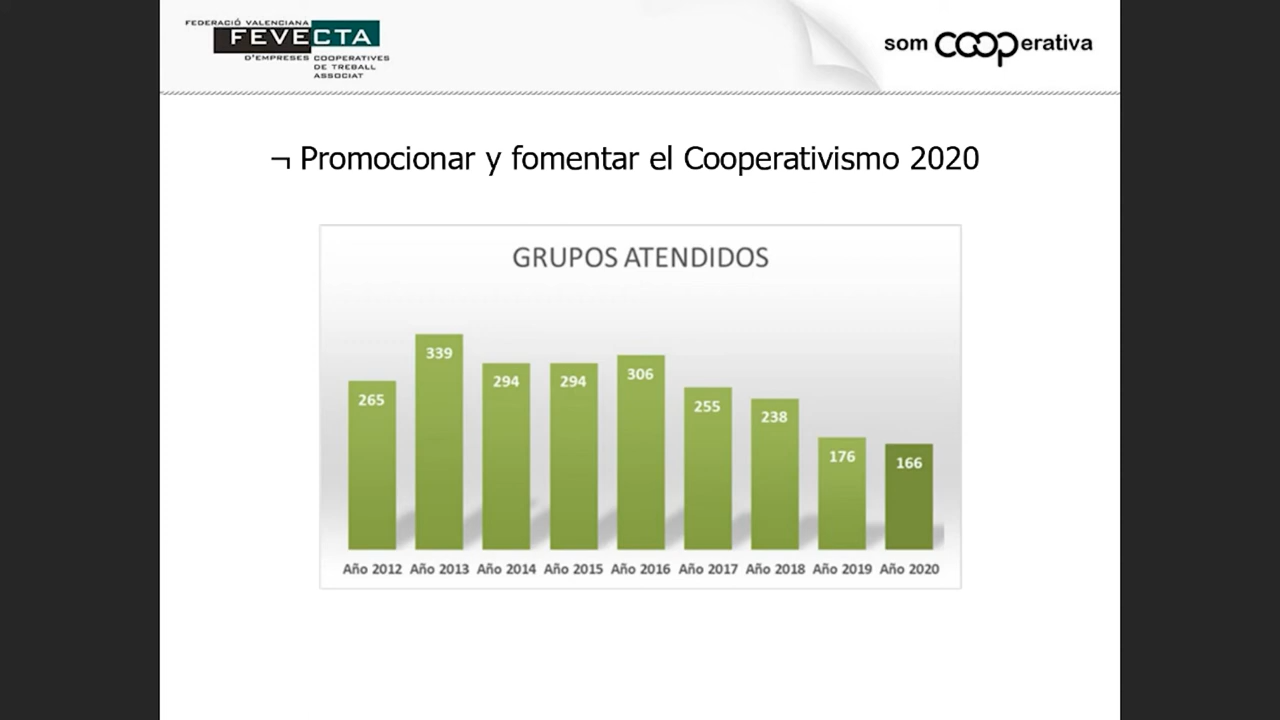 FEDERACIÓ VALENCIANA
FEVECTA
D'EMPRESES COOPERATIVES
DE TREBALL
ASSOCIAT
som COOPerativa
¬ Promocionar y fomentar el Cooperativismo 2020
GRUPOS ATENDIDOS
265 339 294 294 306 255 238 176 166
Año 2012 Año 2013 Año 2014 Año 2015 Año 2016 Año 2017 Año 2018 Año 2019 Año 2020